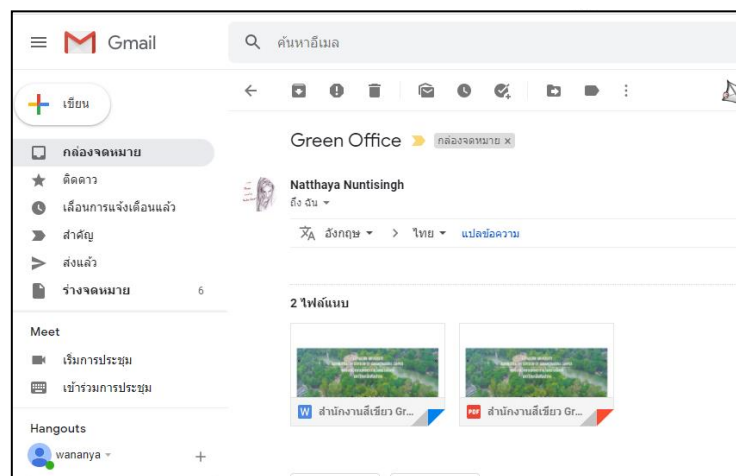 Gmail
ค้นหาอีเมล
เขียน
กล่องจดหมาย
ติดดาว
เลื่อนการแจ้งเตือนแล้ว
สำคัญ
ส่งแล้ว
ร่างจดหมาย 6
Meet
เริ่มการประชุม
เข้าร่วมการประชุม
Hangouts
wananya
Green Office กล่องจดหมาย ×
Natthaya Nuntisingh
ถึง ฉัน
อังกฤษ > ไทย แปลข้อความ
2 ไฟล์แนบ
W สำนักงานสีเขียว Gr...
PDF สำนักงานสีเขียว Gr...